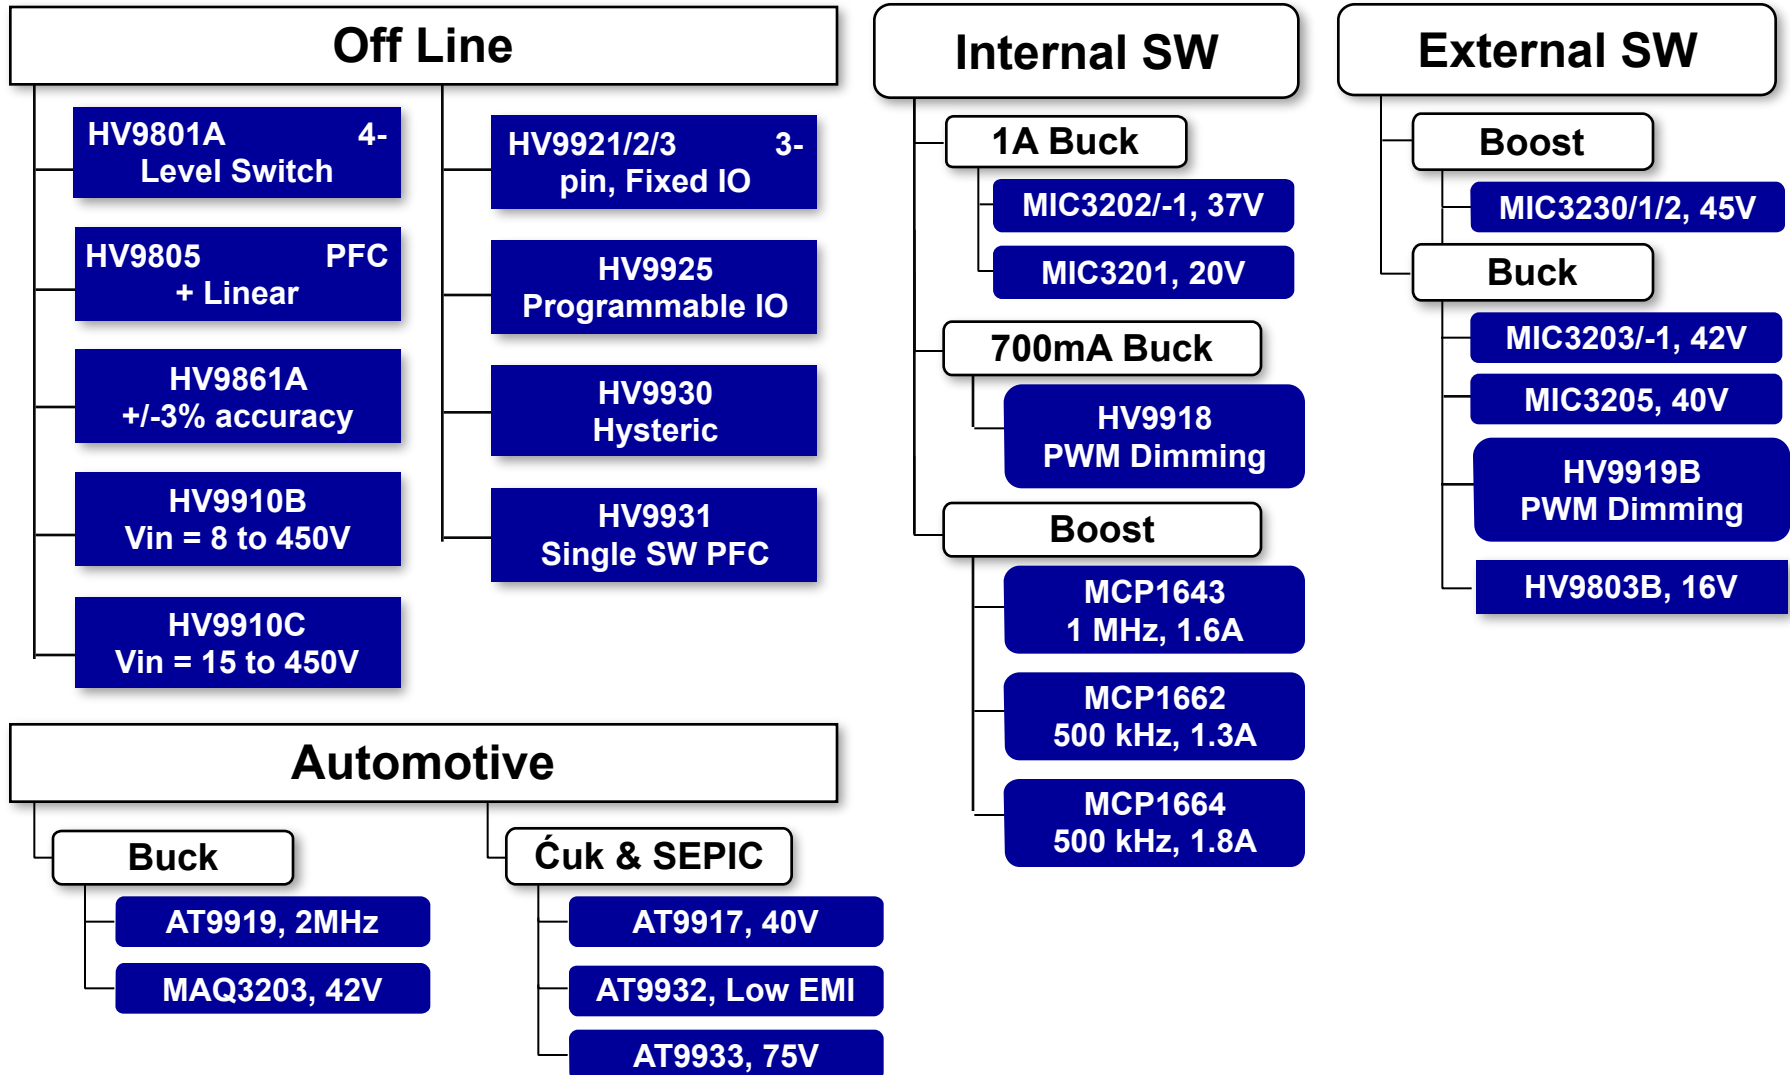 Off Line
HV9801A 4-
Level Switch
HV9805 PFC
+ Linear
HV9861A
+/-3% accuracy
HV9910B
Vin = 8 to 450V
HV9910C
Vin = 15 to 450V
HV9921/2/3 3-
pin, Fixed IO
HV9925
Programmable IO
HV9930
Hysteric
HV9931
Single SW PFC
Automotive
Buck
AT9919, 2MHz
MAQ3203, 42V
Ćuk & SEPIC
AT9917, 40V
AT9932, Low EMI
AT9933, 75V
Internal SW
1A Buck
MIC3202/-1, 37V
MIC3201, 20V
700mA Buck
HV9918
PWM Dimming
Boost
MCP1643
1 MHz, 1.6A
MCP1662
500 kHz, 1.3A
MCP1664
500 kHz, 1.8A
External SW
Boost
MIC3230/1/2, 45V
Buck
MIC3203/-1, 42V
MIC3205, 40V
HV9919B
PWM Dimming
HV9803B, 16V